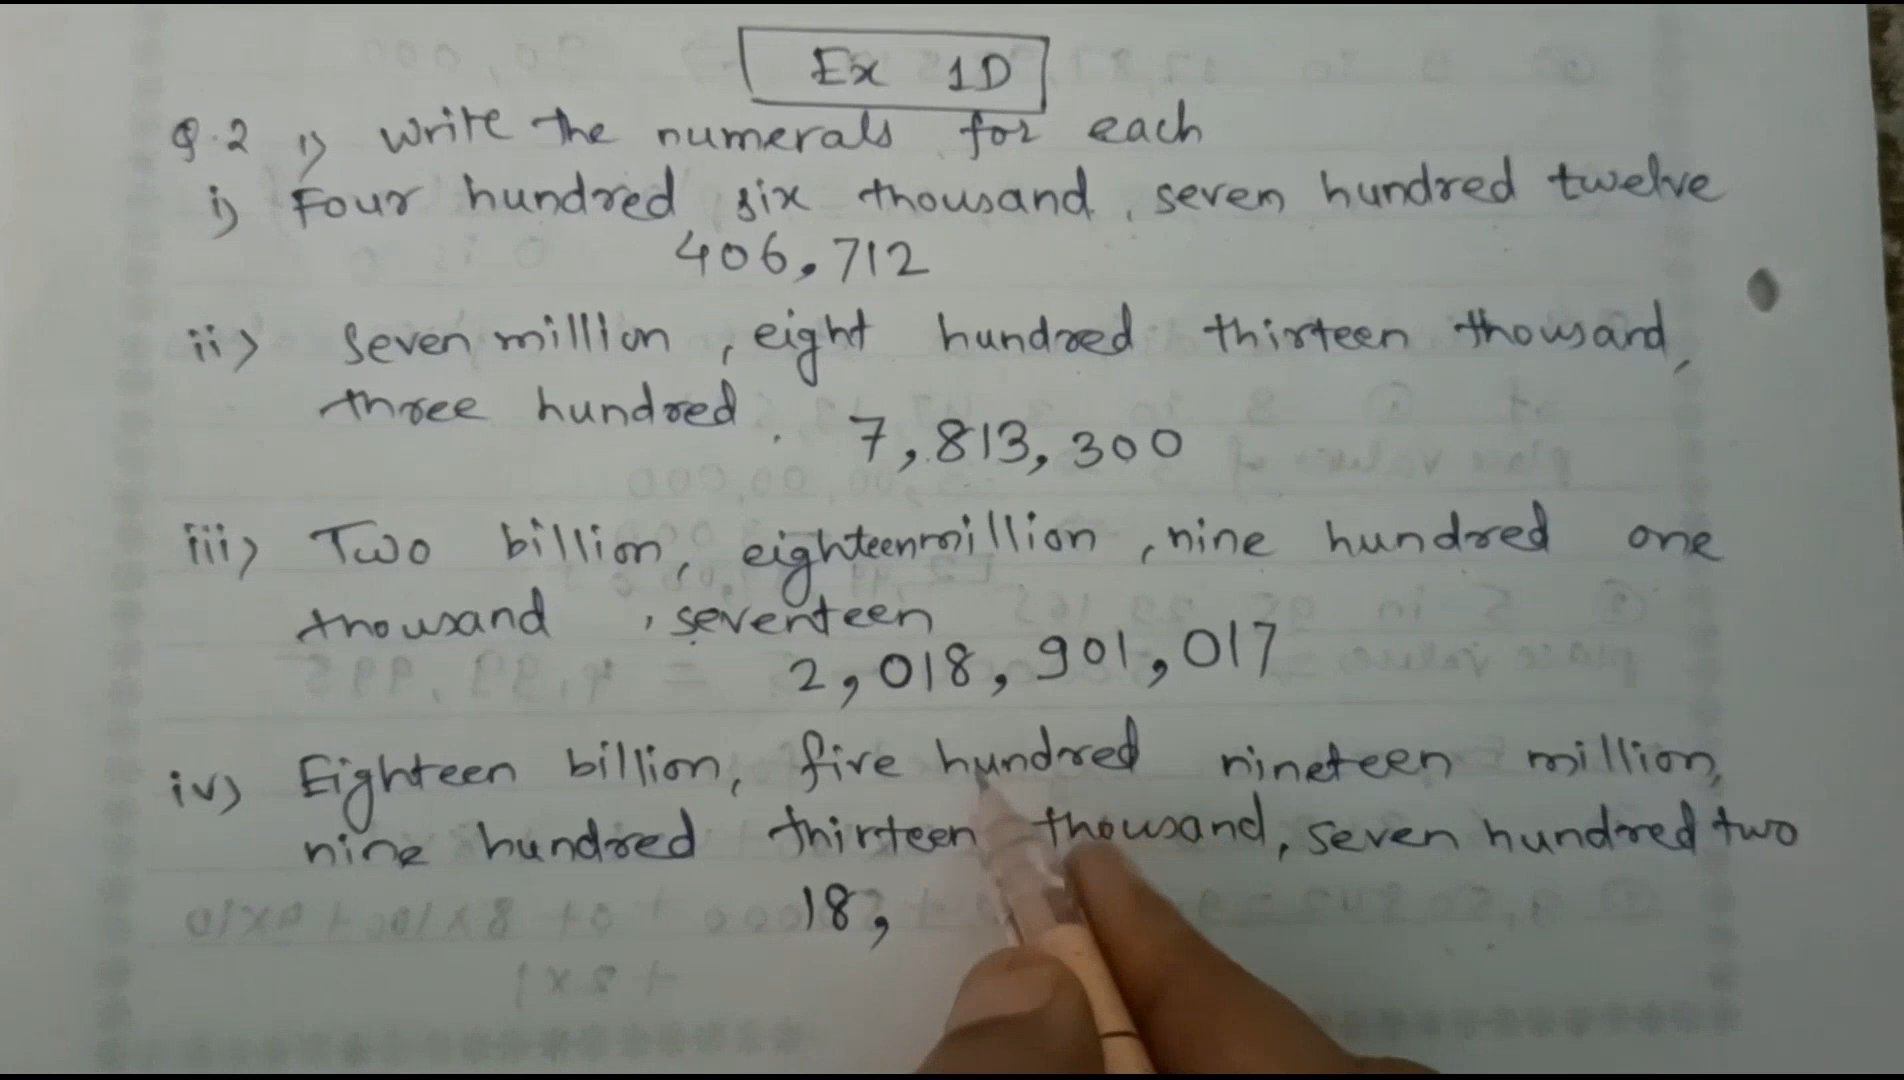 Ex 1D
Q.2 1) Write the numerals for each
i) Four hundred six thousand, seven hundred twelve
406,712
ii) Seven million, eight hundred thirteen thousand,
three hundred.
7,813,300
iii) Two billion, eighteen million, nine hundred one
thousand, seventeen
2,018,901,017
iv) Eighteen billion, five hundred nineteen million,
nine hundred thirteen thousand, seven hundred two
18,